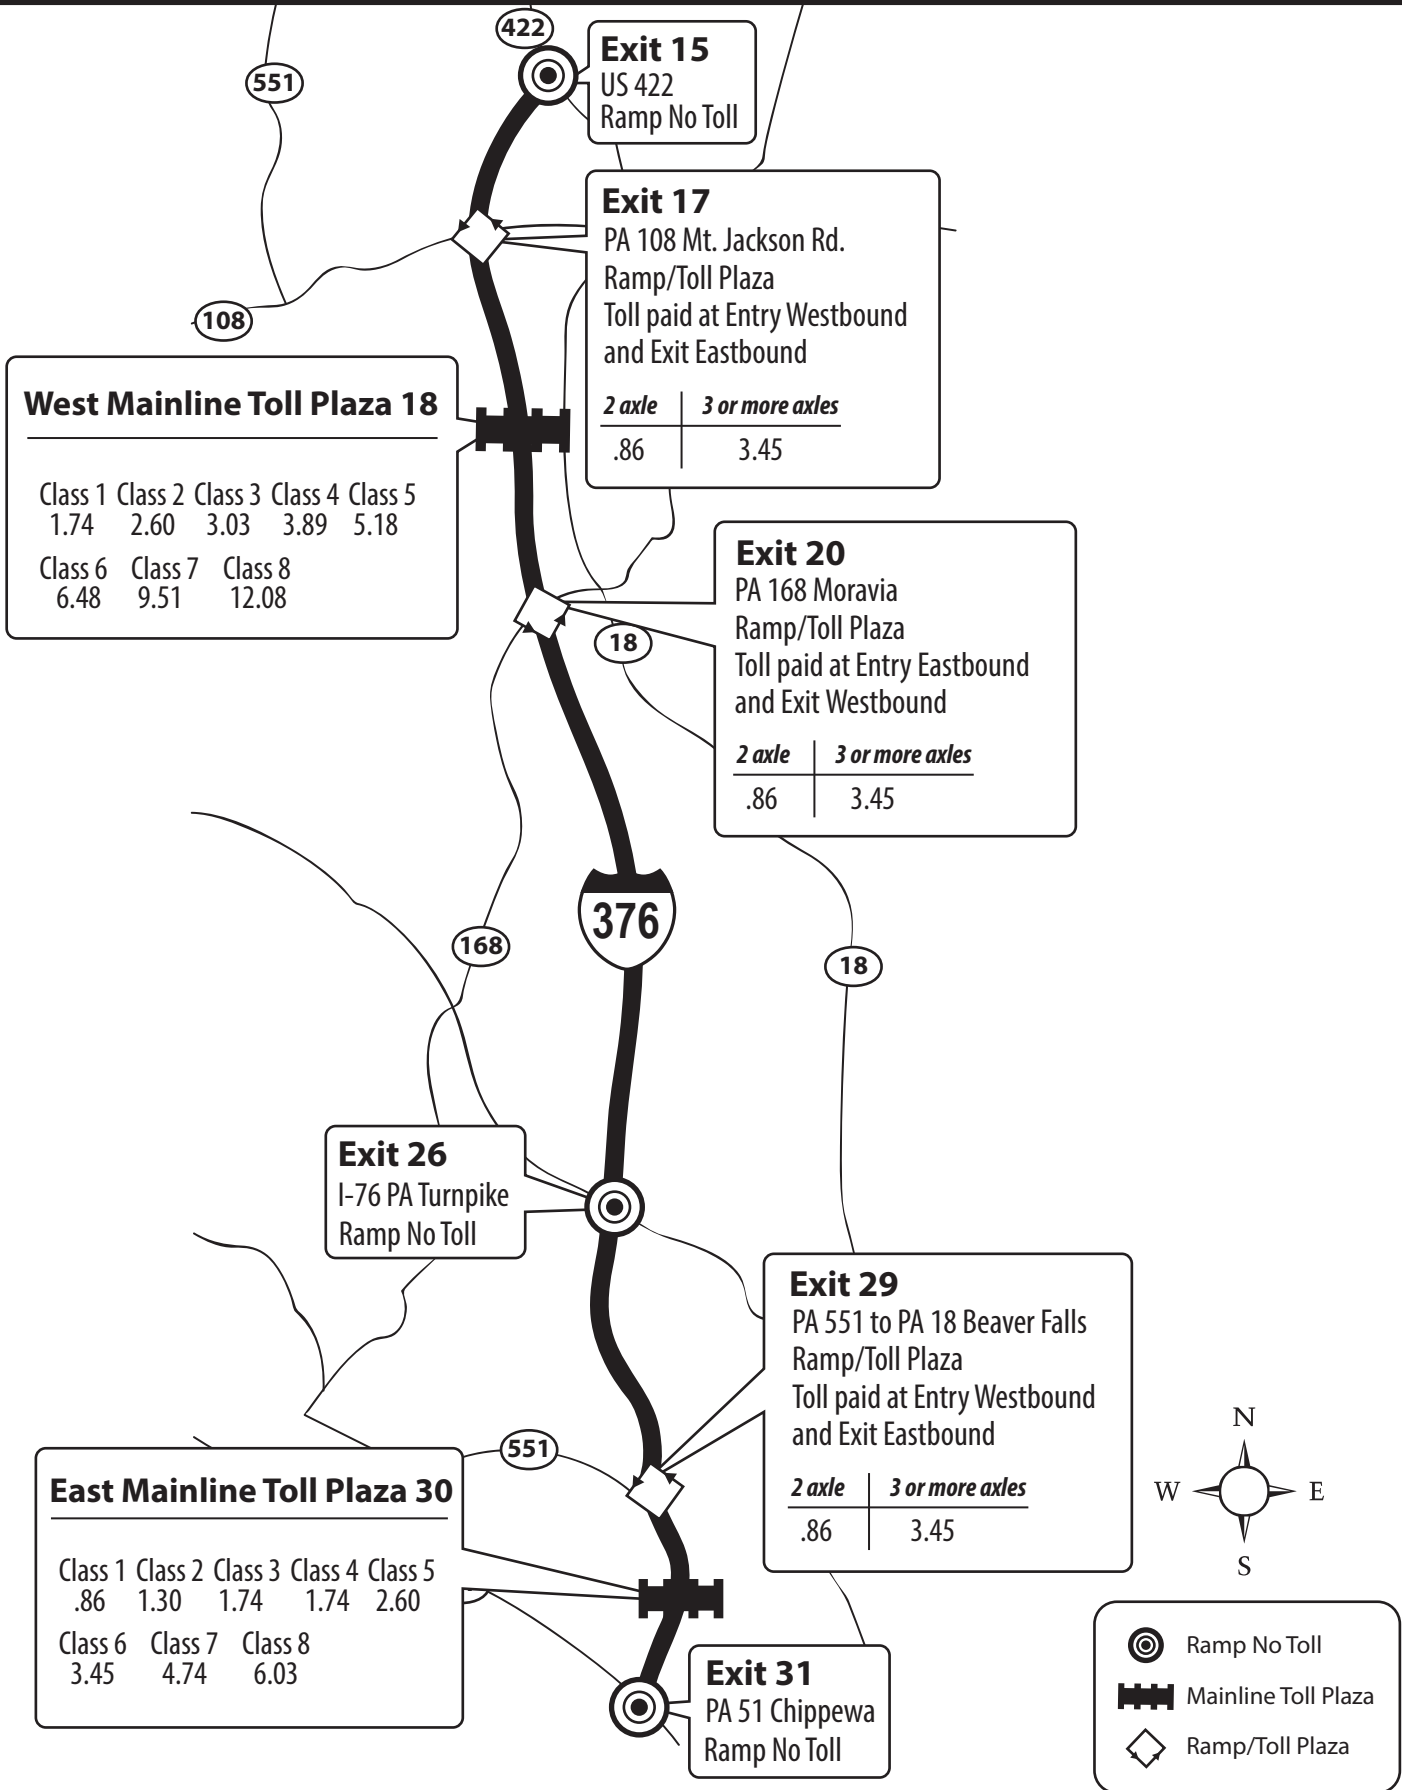 422
Exit 15
US 422
Ramp No Toll
551
Exit 17
PA 108 Mt. Jackson Rd.
Ramp/Toll Plaza
Toll paid at Entry Westbound
and Exit Eastbound
2 axle 3 or more axles
.86 3.45
108
West Mainline Toll Plaza 18
Class 1 Class 2 Class 3 Class 4 Class 5
1.74 2.60 3.03 3.89 5.18
Class 6 Class 7 Class 8
6.48 9.51 12.08
Exit 20
PA 168 Moravia
Ramp/Toll Plaza
Toll paid at Entry Eastbound
and Exit Westbound
2 axle 3 or more axles
.86 3.45
18
376
168
18
Exit 26
I-76 PA Turnpike
Ramp No Toll
Exit 29
PA 551 to PA 18 Beaver Falls
Ramp/Toll Plaza
Toll paid at Entry Westbound
and Exit Eastbound
2 axle 3 or more axles
.86 3.45
551
East Mainline Toll Plaza 30
Class 1 Class 2 Class 3 Class 4 Class 5
.86 1.30 1.74 1.74 2.60
Class 6 Class 7 Class 8
3.45 4.74 6.03
Exit 31
PA 51 Chippewa
Ramp No Toll
N
W E
S
Ramp No Toll
Mainline Toll Plaza
Ramp/Toll Plaza